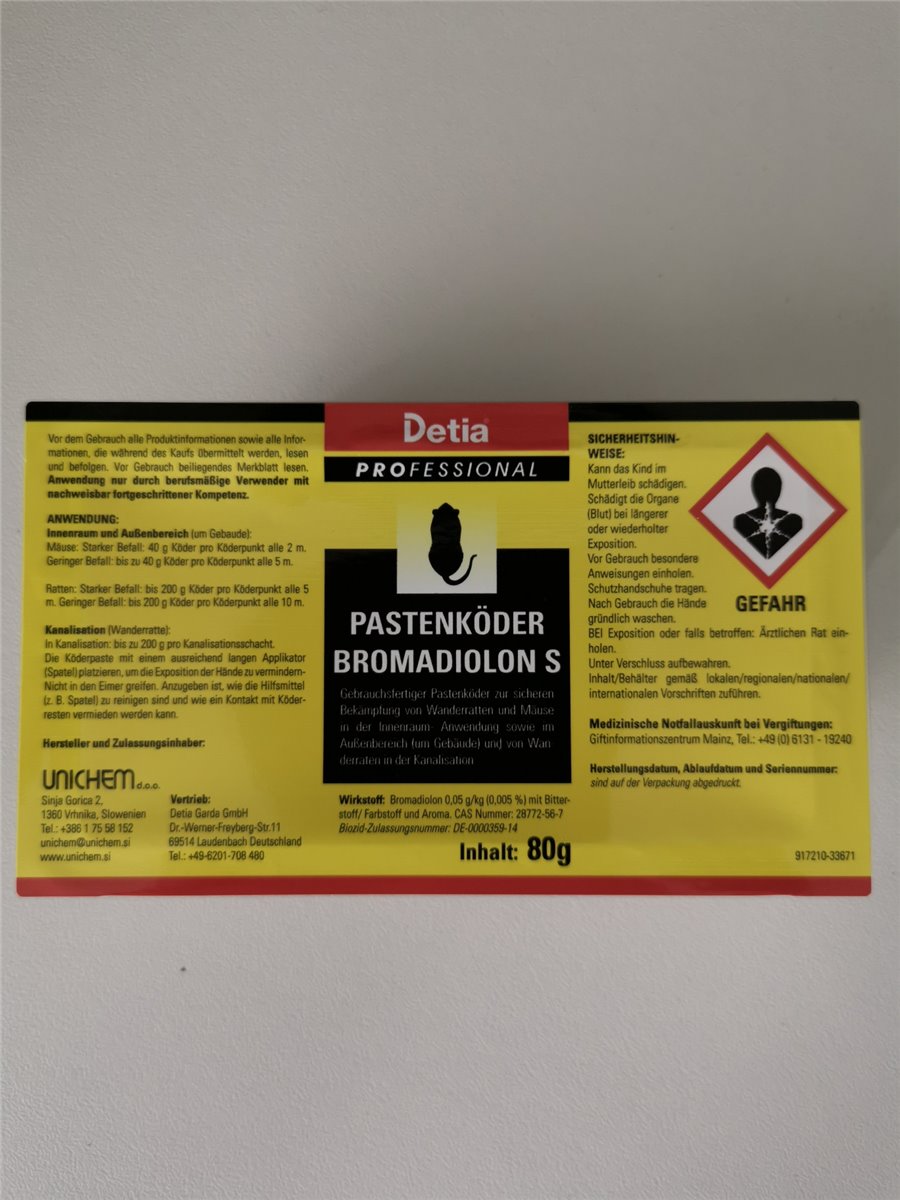 Vor dem Gebrauch alle Produktinformationen sowie alle Infor-
mationen, die während des Kaufs übermittelt werden, lesen
und befolgen. Vor Gebrauch beiliegendes Merkblatt lesen.
Anwendung nur durch berufsmäßige Verwender mit
nachweisbar fortgeschrittener Kompetenz.
ANWENDUNG:
Innenraum und Außenbereich (um Gebäude):
Mäuse: Starker Befall: 40 g Köder pro Köderpunkt alle 2 m.
Geringer Befall: bis zu 40 g Köder pro Köderpunkt alle 5 m.
Ratten: Starker Befall: bis 200 g Köder pro Köderpunkt alle 5
m. Geringer Befall: bis 200 g Köder pro Köderpunkt alle 10 m.
Kanalisation (Wanderratte):
In Kanalisation: bis zu 200 g pro Kanalisationsschacht.
Die Köderpaste mit einem ausreichend langen Applikator
(Spatel) platzieren, um die Exposition der Hände zu vermindern-
Nicht in den Eimer greifen. Anzugeben ist, wie die Hilfsmittel
(z. B. Spatel) zu reinigen sind und wie ein Kontakt mit Köder-
resten vermieden werden kann.
Hersteller und Zulassungsinhaber:
UNICHEM d.o.o.
Sinja Gorica 2,
1360 Vrhnika, Slowenien
Tel.: +386 1 75 58 152
unichem@unichem.si
www.unichem.si
Vertrieb:
Detia Garda GmbH
Dr.-Werner-Freyberg-Str.11
69514 Laudenbach Deutschland
Tel.: +49-6201-708 480
Detia
PROFESSIONAL
PASTENKÖDER
BROMADIOLON S
Gebrauchsfertiger Pastenköder zur sicheren
Bekämpfung von Wanderratten und Mäuse
in der Innenraum- Anwendung sowie im
Außenbereich (um Gebäude) und von Wan-
derraten in der Kanalisation
Wirkstoff: Bromadiolon 0,05 g/kg (0,005 %) mit Bitter-
stoff/ Farbstoff und Aroma. CAS Nummer: 28772-56-7
Biozid-Zulassungsnummer: DE-0000359-14
Inhalt: 80g
SICHERHEITSHIN-
WEISE:
Kann das Kind im
Mutterleib schädigen.
Schädigt die Organe
(Blut) bei längerer
oder wiederholter
Exposition.
Vor Gebrauch besondere
Anweisungen einholen.
Schutzhandschuhe tragen.
Nach Gebrauch die Hände
gründlich waschen.
BEI Exposition oder falls betroffen: Ärztlichen Rat ein-
holen.
Unter Verschluss aufbewahren.
Inhalt/Behälter gemäß lokalen/regionalen/nationalen/
internationalen Vorschriften zuführen.
GEFAHR
Medizinische Notfallauskunft bei Vergiftungen:
Giftinformationszentrum Mainz, Tel.: +49 (0) 6131 - 19240
Herstellungsdatum, Ablaufdatum und Seriennummer:
sind auf der Verpackung abgedruckt.
917210-33671